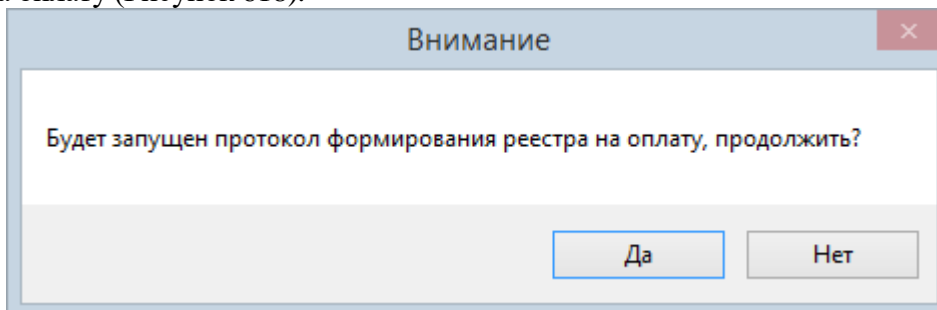 Внимание
Будет запущен протокол формирования реестра на оплату, продолжить?
Да
Нет